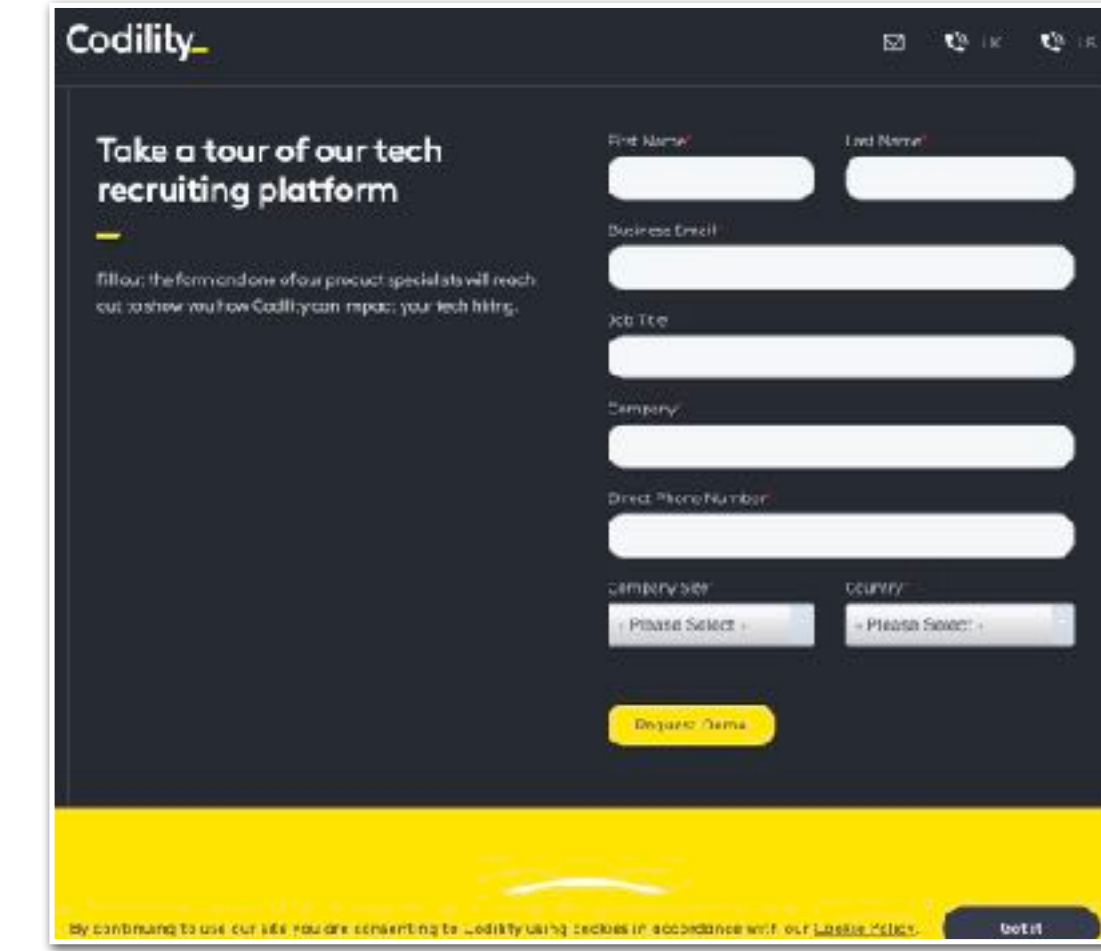 Codility_
UK US
Take a tour of our tech
recruiting platform
Fill out the form and one of our product specialists will reach
out to show you how Codility can impact your tech hiring.
First Name* Last Name*
Business Email*
Job Title
Company*
Direct Phone Number*
Company Size* Country*
- Please Select - - Please Select -
Request Demo
By continuing to use our site you are consenting to Codility using cookies in accordance with our Cookie Policy.
Got it